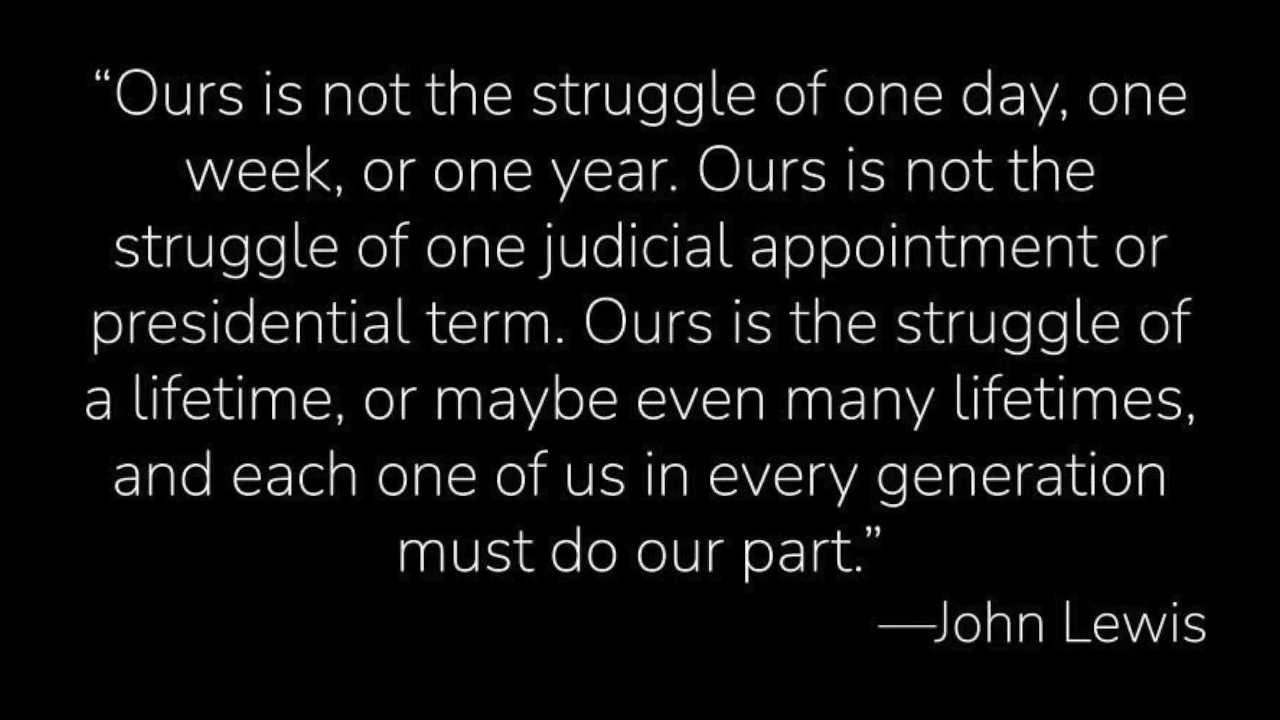 “Ours is not the struggle of one day, one
week, or one year. Ours is not the
struggle of one judicial appointment or
presidential term. Ours is the struggle of
a lifetime, or maybe even many lifetimes,
and each one of us in every generation
must do our part.”
—John Lewis